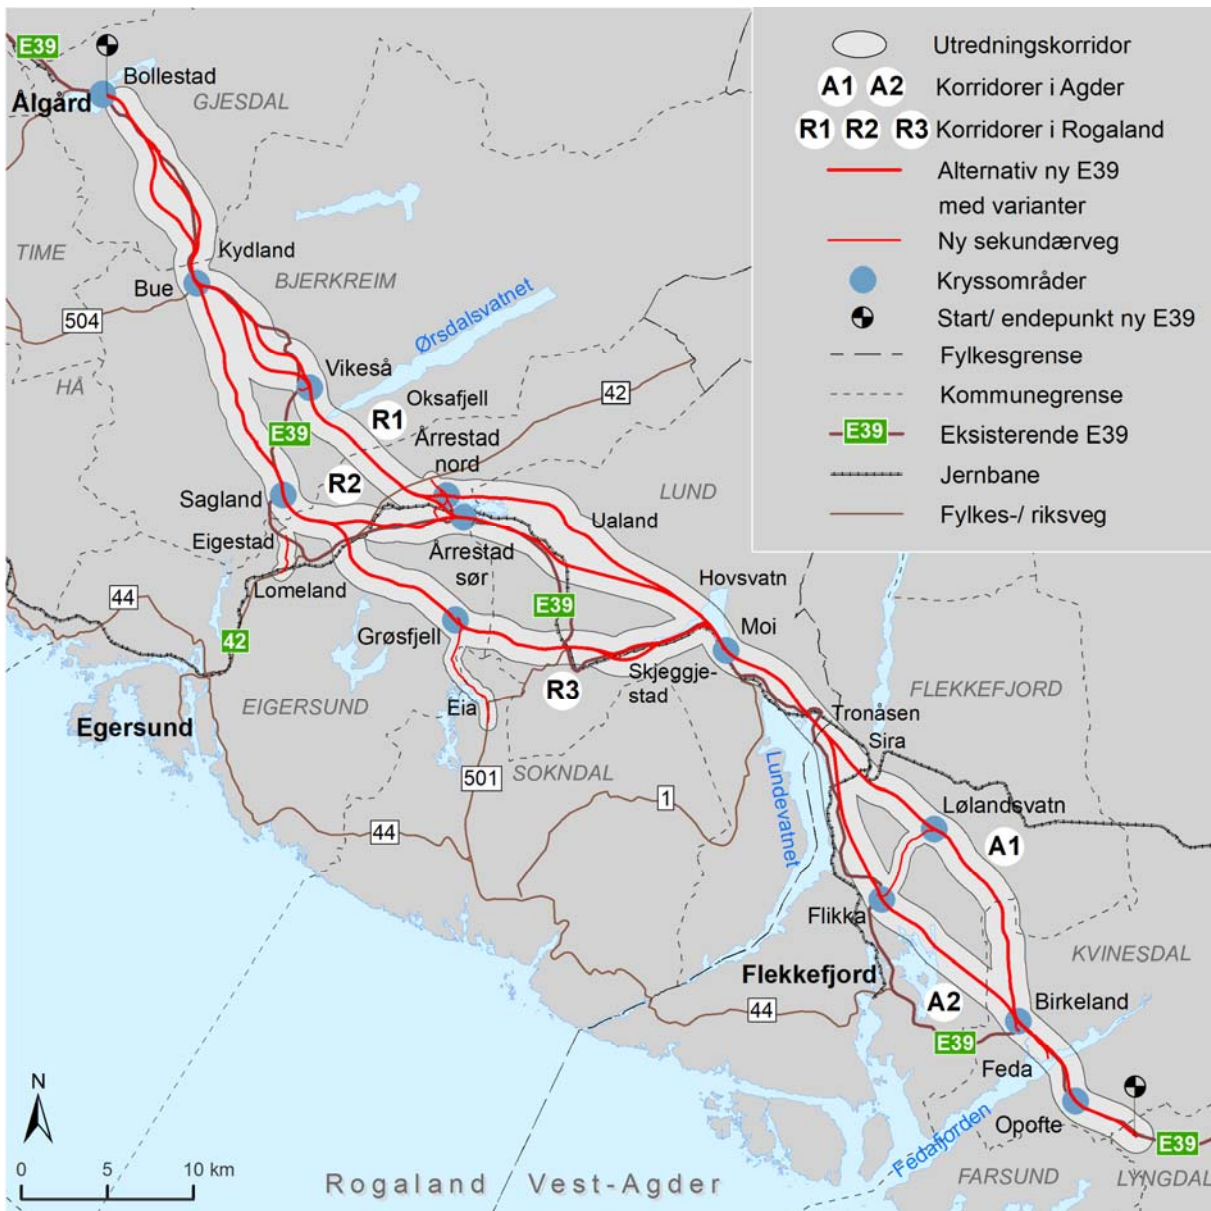 E39
Bollestad
Ålgård
GJESDAL
TIME
Kydland
Bue
BJERKREIM
504
Ørsdalsvatnet
HÅ
Vikeså
Oksafjell
42
R1
E39
Årrestad
nord
R2
LUND
Sagland
Ualand
Eigestad
Årrestad
sør
Lomeland
Hovsvatn
44
E39
Moi
42
Grøsfjell
Skjeggje-
stad
R3
FLEKKEFJORD
Eia
EIGERSUND
Tronåsen
Egersund
Sira
SOKNDAL
501
Lundevatnet
1
Lølandsvatn
44
A1
Flikka
KVINESDAL
Flekkefjord
A2
Birkeland
44
E39
Feda
N
Opofte
Fedafjorden
E39
0 5 10 km
Rogaland Vest-Agder
FARSUND
LYNGDAL
Utredningskorridor
A1 A2 Korridorer i Agder
R1 R2 R3 Korridorer i Rogaland
Alternativ ny E39
med varianter
Ny sekundærveg
Kryssområder
Start/ endepunkt ny E39
Fylkesgrense
Kommunegrense
E39 Eksisterende E39
Jernbane
Fylkes-/ riksveg